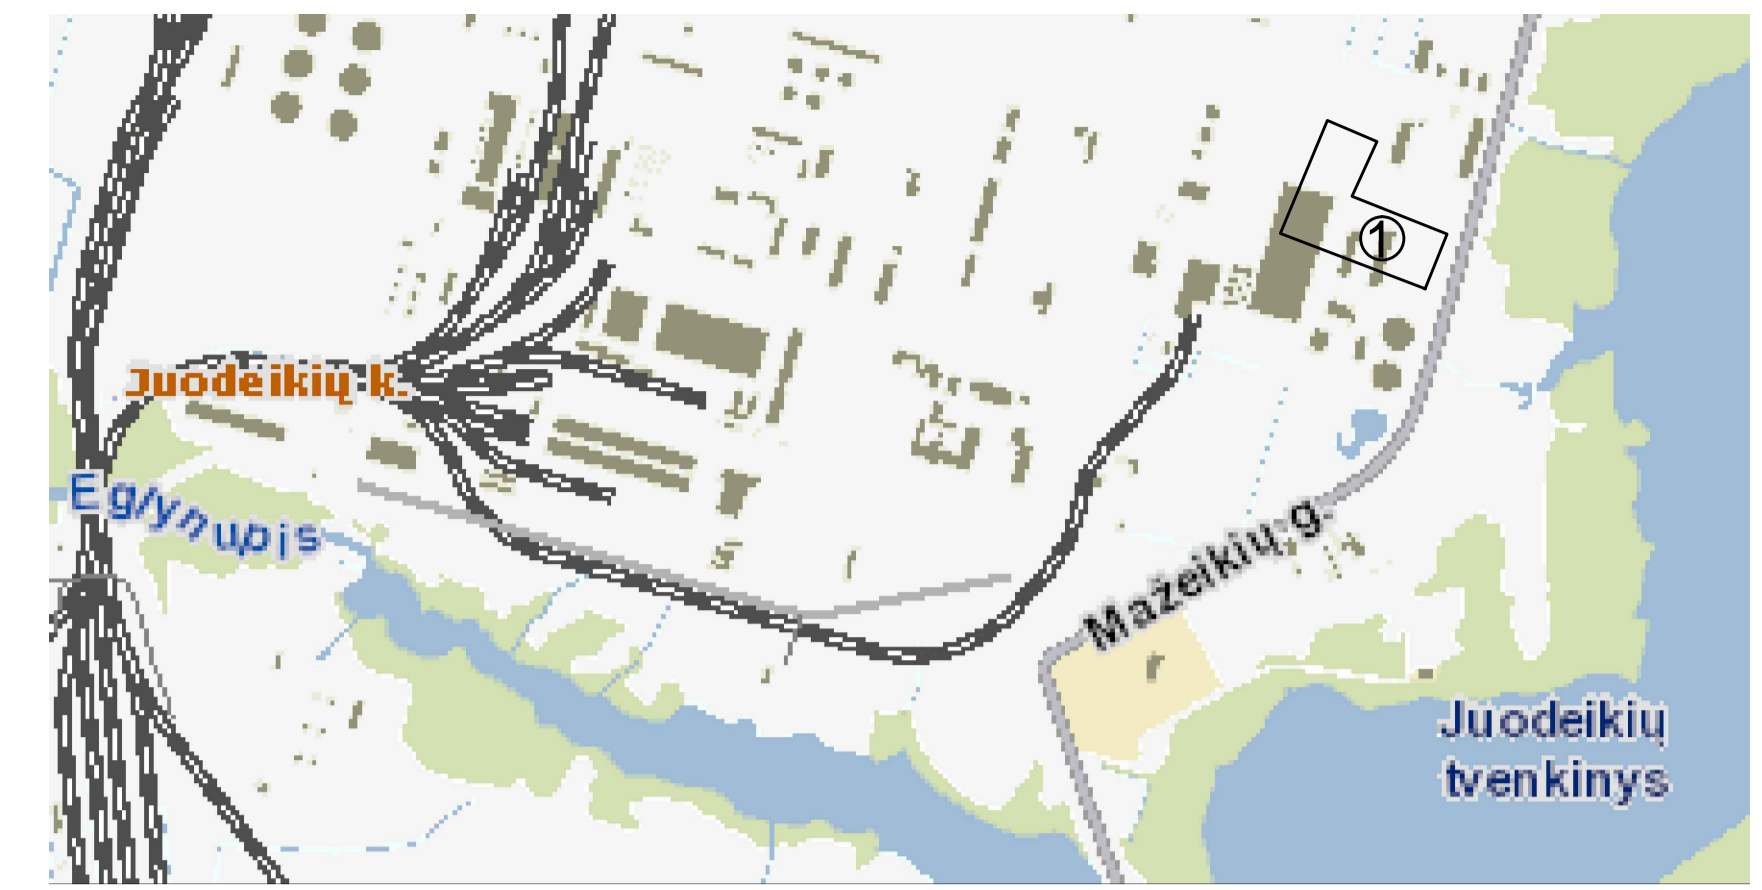 ①
Juodeikių k.
Eglynupis
Mažeikių g.
Juodeikių
tvenkinys